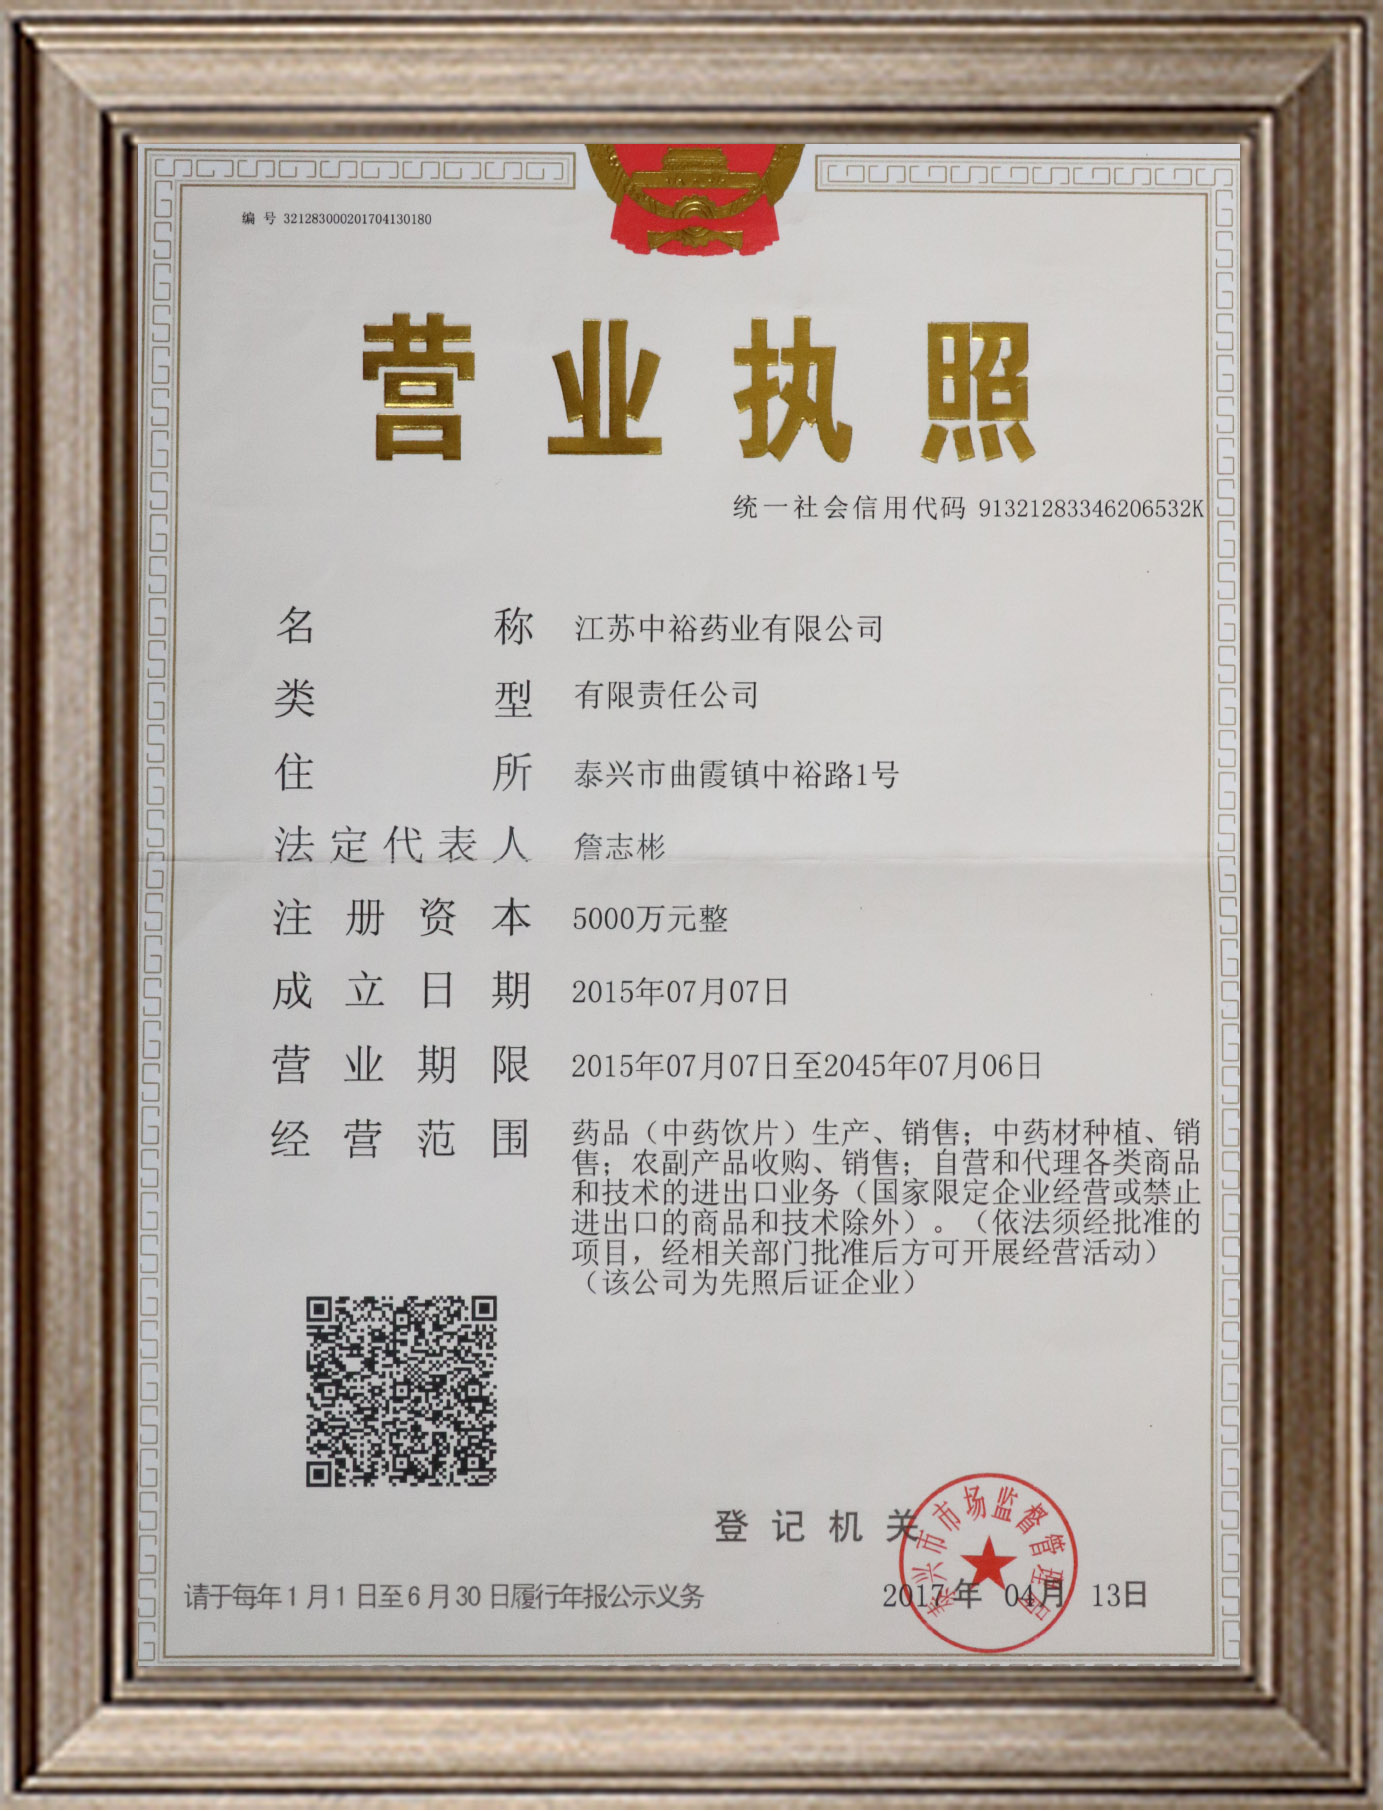 编 号 321283000201704130180
营业执照
统一社会信用代码 91321283346206532K
名称 江苏中裕药业有限公司
类型 有限责任公司
住所 泰兴市曲霞镇中裕路1号
法定代表人 詹志彬
注册资本 5000万元整
成立日期 2015年07月07日
营业期限 2015年07月07日至2045年07月06日
经营范围 药品（中药饮片）生产、销售；中药材种植、销
售；农副产品收购、销售；自营和代理各类商品
和技术的进出口业务（国家限定企业经营或禁止
进出口的商品和技术除外）。（依法须经批准的
项目，经相关部门批准后方可开展经营活动）
（该公司为先照后证企业）
登记机关
泰兴市市场监督管理局
请于每年1月1日至6月30日履行年报公示义务
2017年 04月 13日